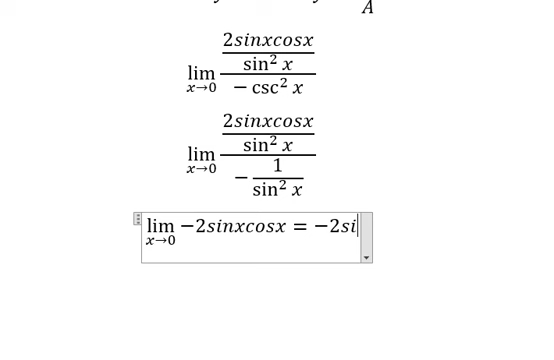 A
lim x→0 (2sinxcosx / sin² x) / (− csc² x)
lim x→0 (2sinxcosx / sin² x) / (− 1 / sin² x)
lim x→0 −2sinxcosx = −2si